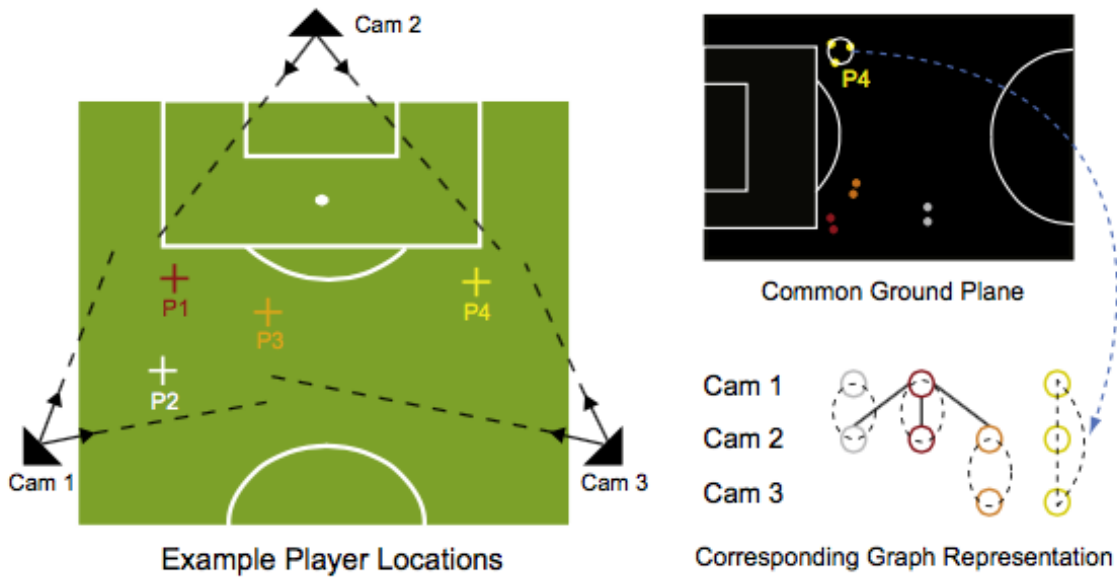 Cam 2
P1
P3
P4
P2
Cam 1
Cam 3
Example Player Locations
P4
Common Ground Plane
Cam 1
Cam 2
Cam 3
Corresponding Graph Representation